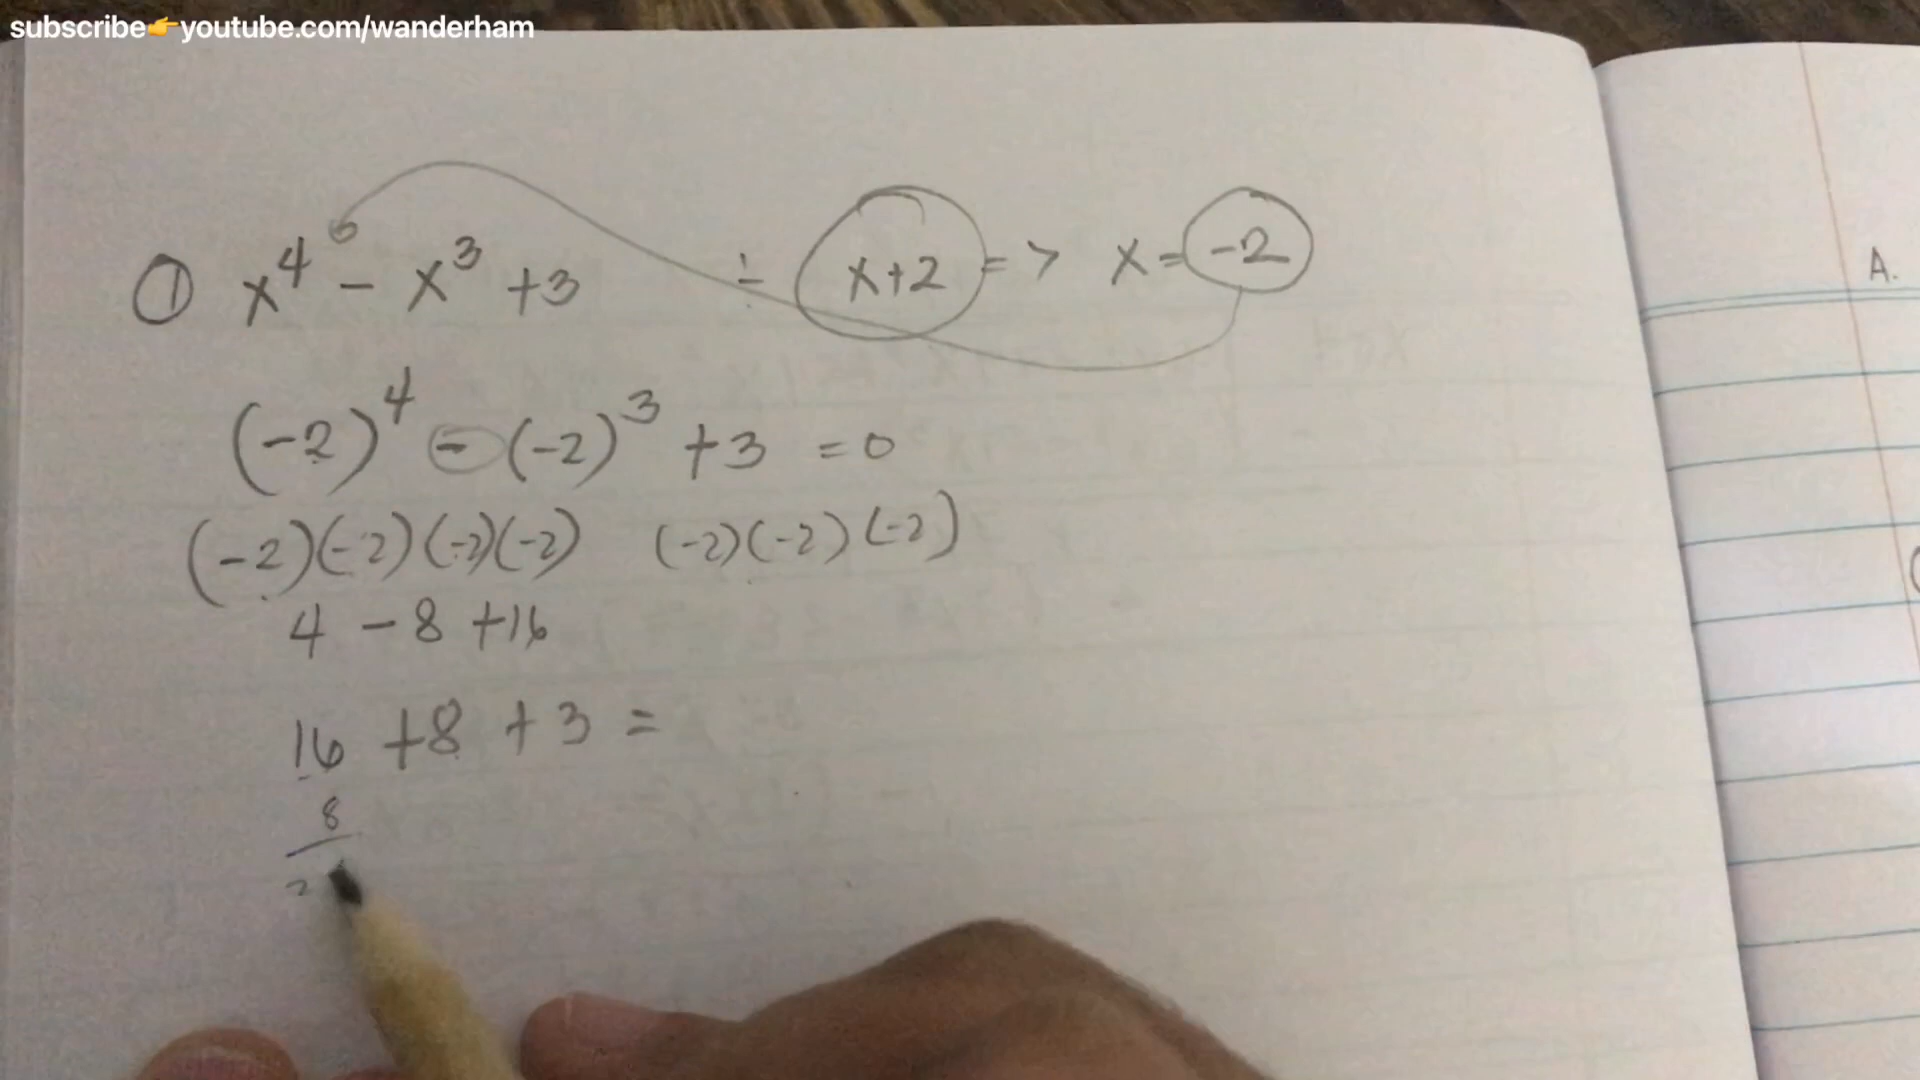 subscribe👉youtube.com/wanderham
① x⁴ - x³ +3 ÷ x+2 => x=-2
A.
(-2)⁴ - (-2)³ +3 =0
(-2)(-2)(-2)(-2) (-2)(-2)(-2)
4 -8 +16
16 +8 +3 =
8
2